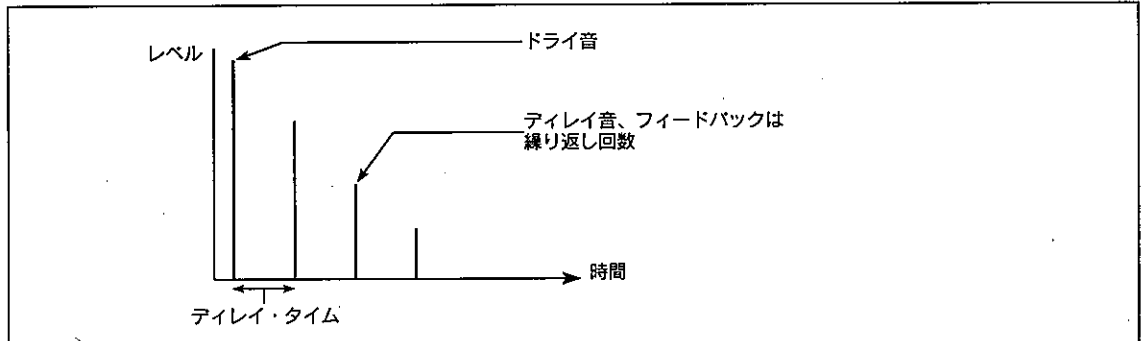 レベル
ドライ音
ディレイ音、フィードバックは
繰り返し回数
時間
ディレイ・タイム